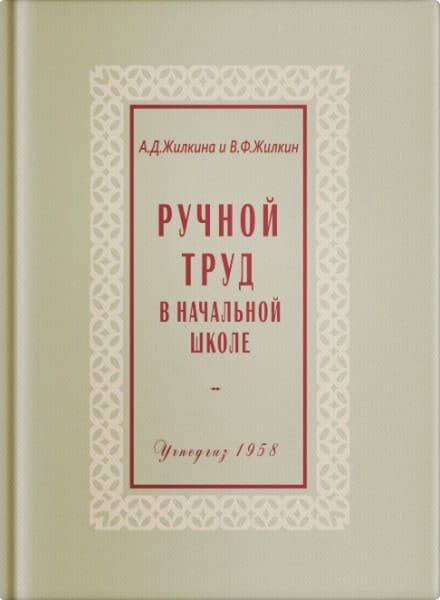 А.Д.Жилкина и В.Ф.Жилкин
РУЧНОЙ
ТРУД
В НАЧАЛЬНОЙ
ШКОЛЕ
Учпедгиз 1958